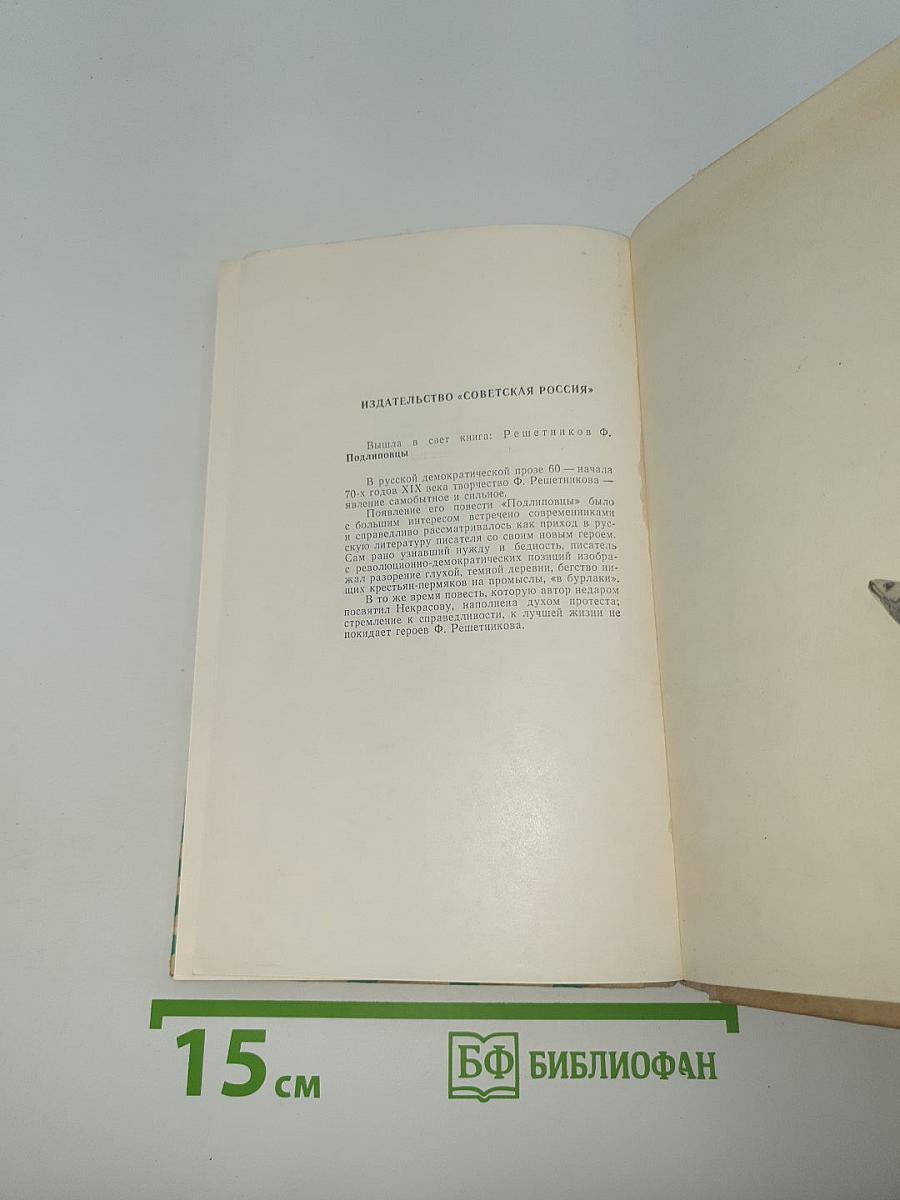 ИЗДАТЕЛЬСТВО «СОВЕТСКАЯ РОССИЯ»
Вышла в свет книга: Решетников Ф.
Подлиповцы
В русской демократической прозе 60 — начала
70-х годов XIX века творчество Ф. Решетникова —
явление самобытное и сильное.
Появление его повести «Подлиповцы» было
с большим интересом встречено современниками
и справедливо рассматривалось как приход в рус-
скую литературу писателя со своим новым героем.
Сам рано узнавший нужду и бедность, писатель
с революционно-демократических позиций изобра-
жал разорение глухой, темной деревни, бегство ни-
щих крестьян-пермяков на промыслы, «в бурлаки».
В то же время повесть, которую автор недаром
посвятил Некрасову, наполнена духом протеста;
стремление к справедливости, к лучшей жизни не
покидает героев Ф. Решетникова.
15 см
БФ БИБЛИОФАН